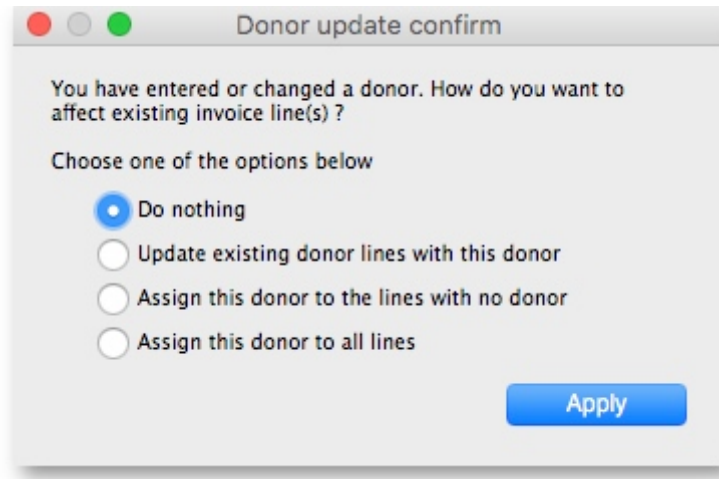 Donor update confirm
You have entered or changed a donor. How do you want to
affect existing invoice line(s) ?
Choose one of the options below
Do nothing
Update existing donor lines with this donor
Assign this donor to the lines with no donor
Assign this donor to all lines
Apply